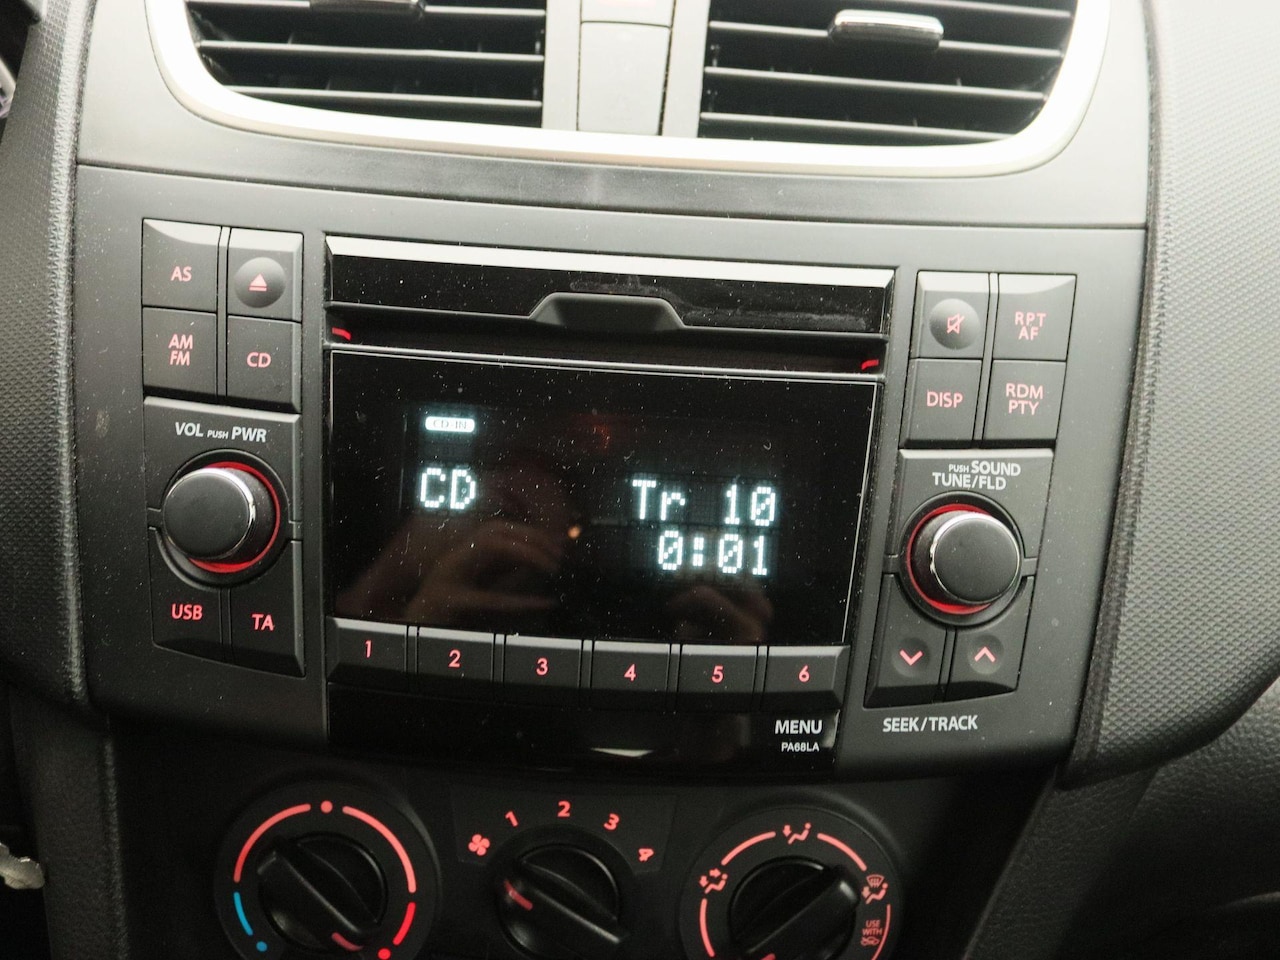 AS
AM
FM
CD
VOL PUSH PWR
USB
TA
CD-IN
CD
Tr 10
0:01
1
2
3
4
5
6
MENU
PA68LA
RPT
AF
DISP
RDM
PTY
PUSH SOUND
TUNE/FLD
SEEK/TRACK
1
2
3
4
USE
WITH